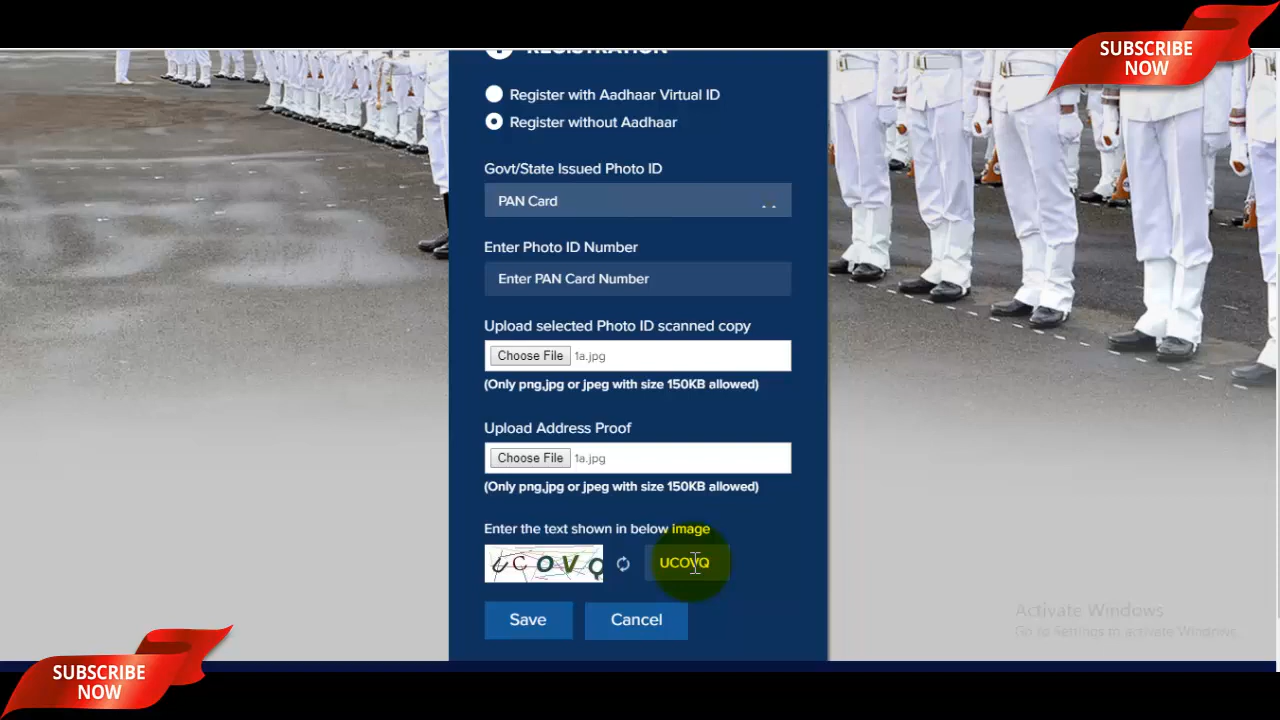 SUBSCRIBE
NOW
REGISTRATION
Register with Aadhaar Virtual ID
Register without Aadhaar
Govt/State Issued Photo ID
PAN Card
Enter Photo ID Number
Enter PAN Card Number
Upload selected Photo ID scanned copy
Choose File 1a.jpg
(Only png,jpg or jpeg with size 150KB allowed)
Upload Address Proof
Choose File 1a.jpg
(Only png,jpg or jpeg with size 150KB allowed)
Enter the text shown in below image
UCOVQ UCOVQ
Save Cancel
Activate Windows
Go to Settings to activate Windows.
SUBSCRIBE
NOW